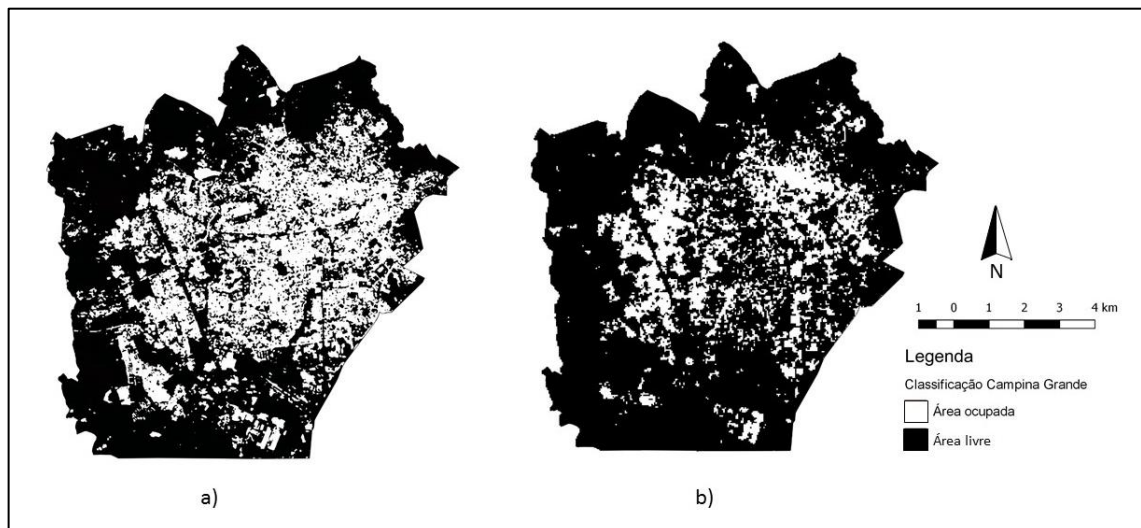 N
1 0 1 2 3 4 km
Legenda
Classificação Campina Grande
Área ocupada
Área livre
a)
b)